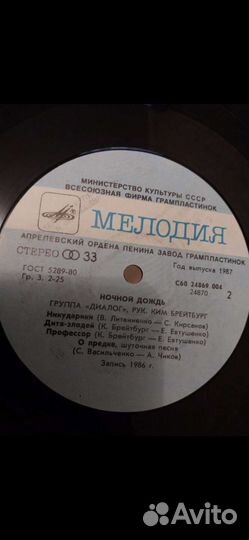 МИНИСТЕРСТВО КУЛЬТУРЫ СССР
ВСЕСОЮЗНАЯ ФИРМА ГРАМПЛАСТИНОК
МЕЛОДИЯ
АПРЕЛЕВСКИЙ ОРДЕНА ЛЕНИНА ЗАВОД ГРАМПЛАСТИНОК
СТЕРЕО 33
Год выпуска 1987
ГОСТ 5289-80
Гр. 3. 2-25
С60 24869 004
24870
2
НОЧНОЙ ДОЖДЬ
ГРУППА «ДИАЛОГ», РУК. КИМ БРЕЙТБУРГ
Никударики (В. Литвиненко — С. Кирсанов)
Дитя-злодей (К. Брейтбург — Е. Евтушенко)
Профессор (К. Брейтбург — Е. Евтушенко)
О предке, шуточная песня
(С. Васильченко — А. Чиков)
Запись 1986 г.
Avito